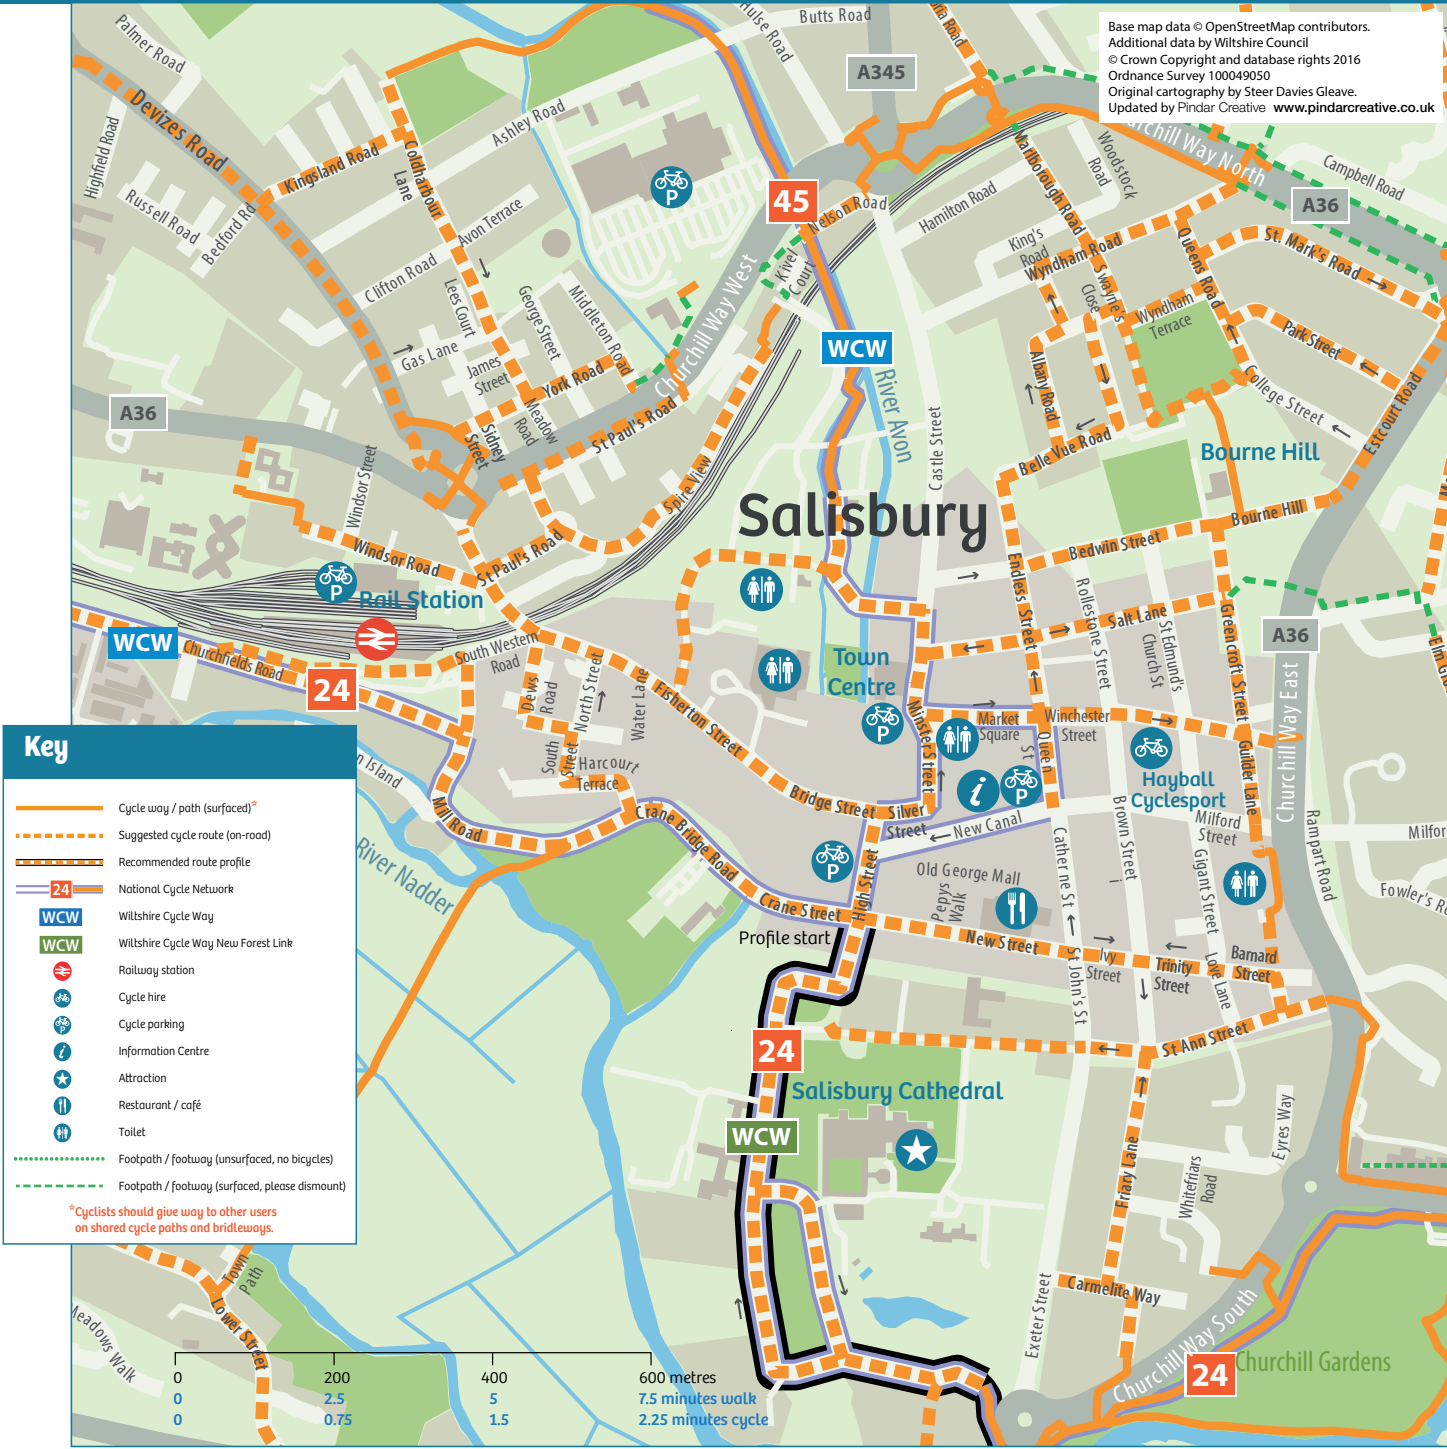 Base map data © OpenStreetMap contributors.
Additional data by Wiltshire Council
© Crown Copyright and database rights 2016
Ordnance Survey 100049050
Original cartography by Steer Davies Gleave.
Updated by Pindar Creative www.pindarcreative.co.uk
Palmer Road
Hulse Road
Butts Road
A345
Devizes Road
Highfield Road
Ashley Road
Kingsland Road
Coldharbour
Lane
Russell Road
Bedford Rd
Avon Terrace
Clifton Road
P
45
Nelson Road
Hamilton Road
Marlborough Road
Woodstock
Road
Churchill Way North
Campbell Road
A36
King's
Road
Wyndham Road
Queens Road
St. Mark's Road
Kivel
Court
Churchill Way West
Lees Court
George Street
Middleton Road
Gas Lane
James
Street
York Road
Swayne's
Close
Wyndham
Terrace
Park Street
WCW
River Avon
Albany Road
College Street
Estcourt Road
A36
Sidney
Street
Meadow
Road
St Paul's Road
Castle Street
Belle Vue Road
Bourne Hill
Windsor Street
Spire View
Salisbury
Bourne Hill
Windsor Road
St Paul's Road
Bedwin Street
Endless Street
P
Rail Station
Rollestone Street
Salt Lane
St Edmund's
Church St
Greencroft Street
A36
WCW
Churchfields Road
South Western
Road
24
Town
Centre
Dews
Road
North Street
Water Lane
Fisherton Street
P
Minster Street
Market
Square
Winchester
Street
Queen
St
Guilder Lane
Churchill Way East
Elm Gr
Key
South
Street
Harcourt
Terrace
Bridge Street
Silver
Street
New Canal
i
P
Hayball
Cyclesport
Milford
Street
Rampart Road
Milfor
Mill Road
Crane Bridge Road
River Nadder
n Island
P
High Street
Old George Mall
Catherine St
Brown Street
Gigant Street
Fowler's R
Crane Street
Pepys
Walk
Profile start
New Street
Ivy
Street
Trinity
Street
Love Lane
Barnard
Street
St John's St
St Ann Street
24
Salisbury Cathedral
WCW
Friary Lane
Eyres Way
Whitefriars
Road
Cycle way / path (surfaced)*
Suggested cycle route (on-road)
Recommended route profile
24 National Cycle Network
WCW Wiltshire Cycle Way
WCW Wiltshire Cycle Way New Forest Link
Railway station
Cycle hire
P Cycle parking
i Information Centre
Attraction
Restaurant / café
Toilet
Footpath / footway (unsurfaced, no bicycles)
Footpath / footway (surfaced, please dismount)
*Cyclists should give way to other users
on shared cycle paths and bridleways.
Town
Path
Lower Street
Meadows Walk
Carmelite Way
Exeter Street
Churchill Way South
24
Churchill Gardens
0 200 400 600 metres
0 2.5 5 7.5 minutes walk
0 0.75 1.5 2.25 minutes cycle